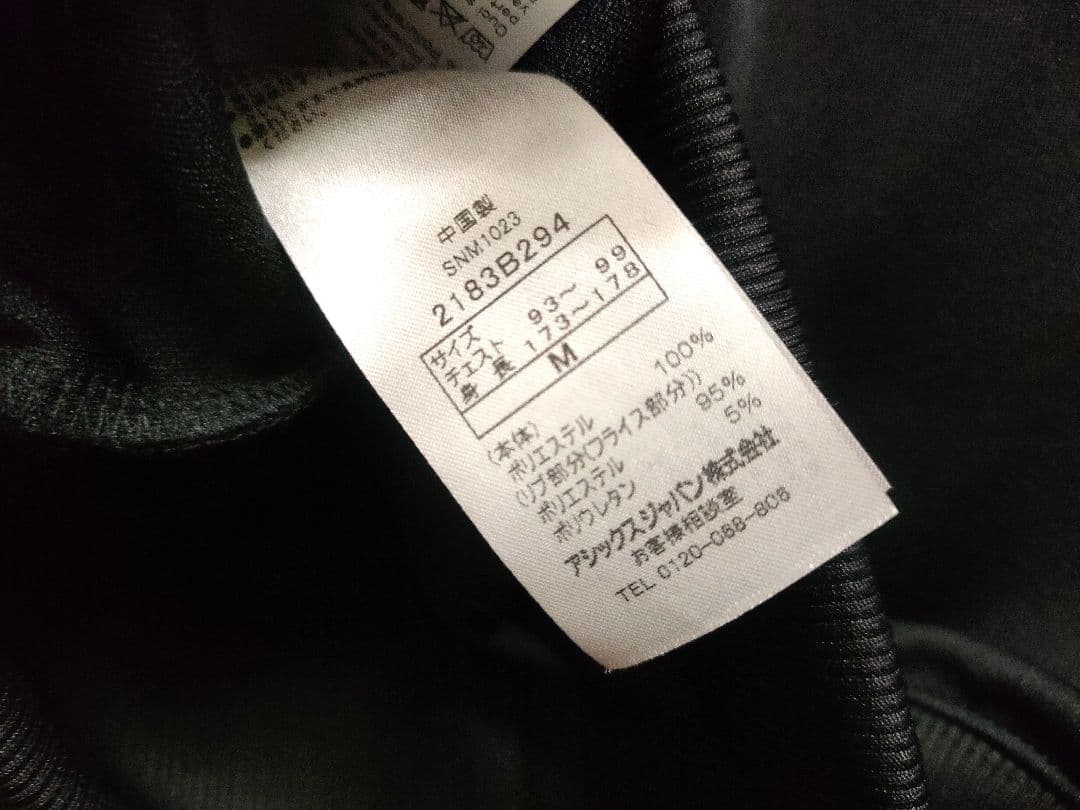 中国製
SNM1023
2183B294
サイズ
チェスト 93～ 99
身 長 173～178
M
(本体)
ポリエステル 100%
(リブ部分(フライス部分))
ポリエステル 95%
ポリウレタン 5%
アシックスジャパン株式会社
お客様相談室
TEL 0120-068-806